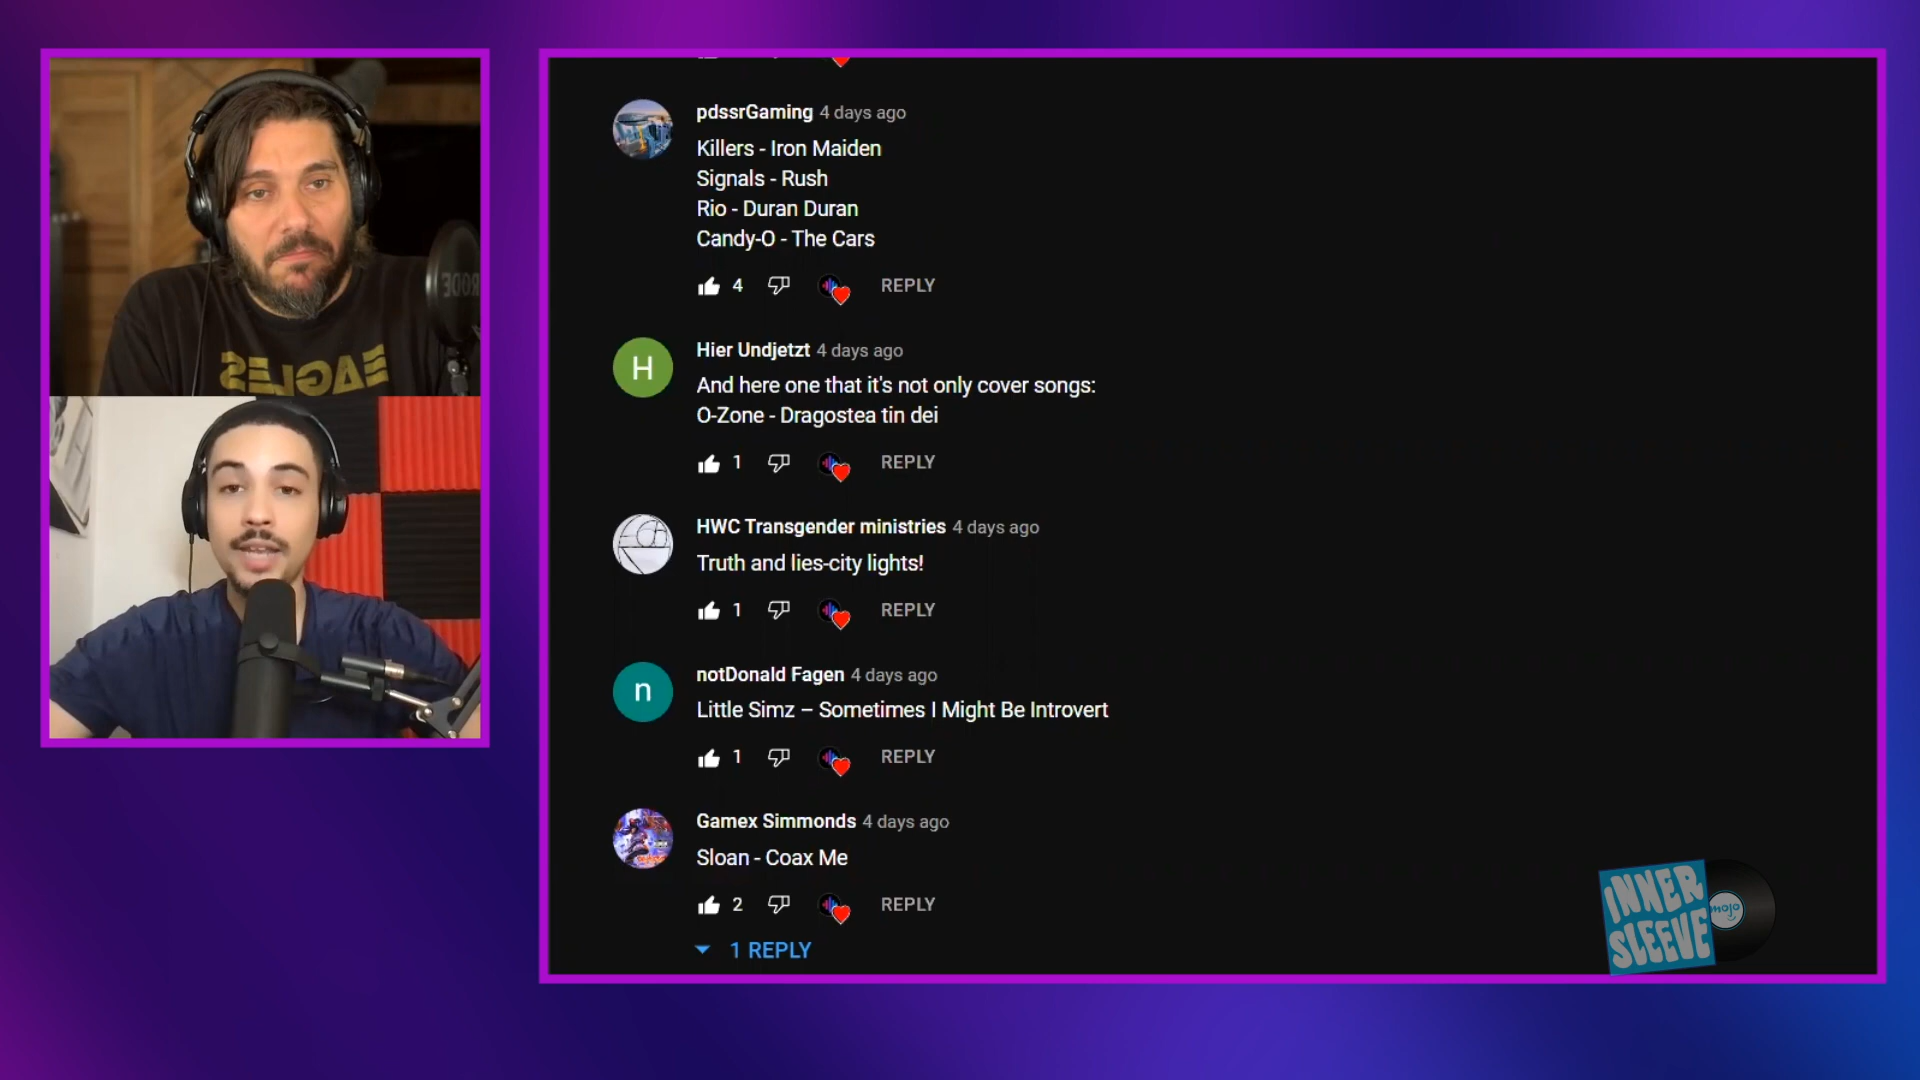 EAGLES
RODE
pdssrGaming 4 days ago
Killers - Iron Maiden
Signals - Rush
Rio - Duran Duran
Candy-O - The Cars
4 REPLY
H
Hier Undjetzt 4 days ago
And here one that it's not only cover songs:
O-Zone - Dragostea tin dei
1 REPLY
HWC Transgender ministries 4 days ago
Truth and lies-city lights!
1 REPLY
n
notDonald Fagen 4 days ago
Little Simz – Sometimes I Might Be Introvert
1 REPLY
Gamex Simmonds 4 days ago
Sloan - Coax Me
2 REPLY
1 REPLY
INNER
SLEEVE
mojo